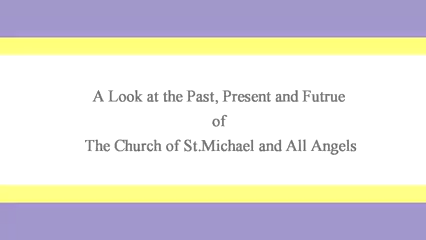 A Look at the Past, Present and Futrue
of
The Church of St.Michael and All Angels